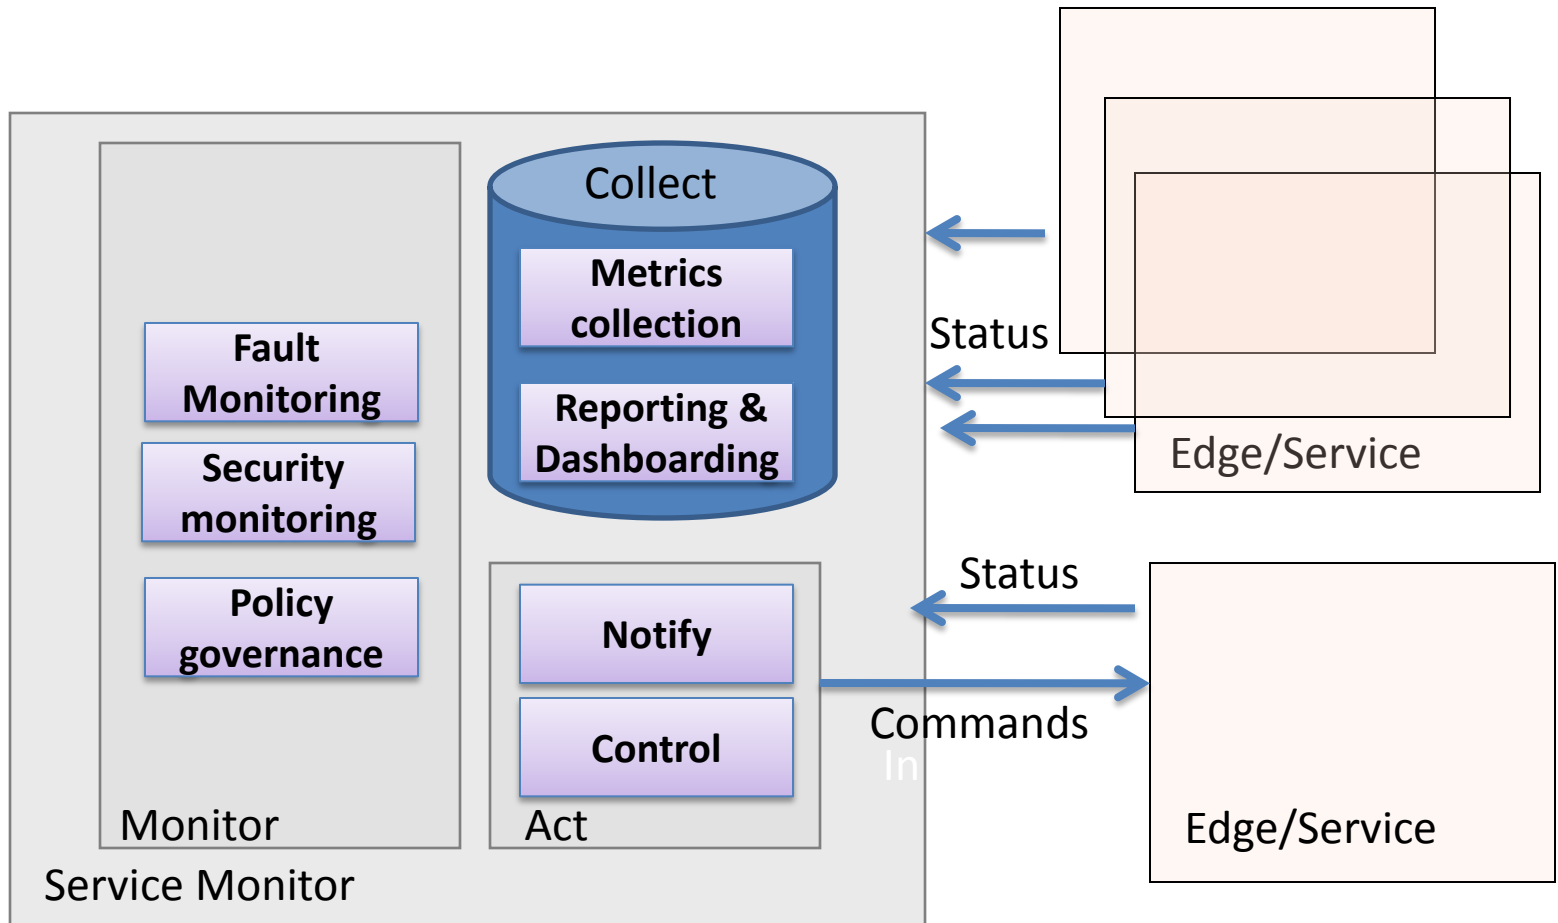 Collect
Metrics
collection
Reporting &
Dashboarding
Fault
Monitoring
Security
monitoring
Policy
governance
Monitor
Notify
Control
Act
Service Monitor
Status
Edge/Service
Status
Commands
In
Edge/Service